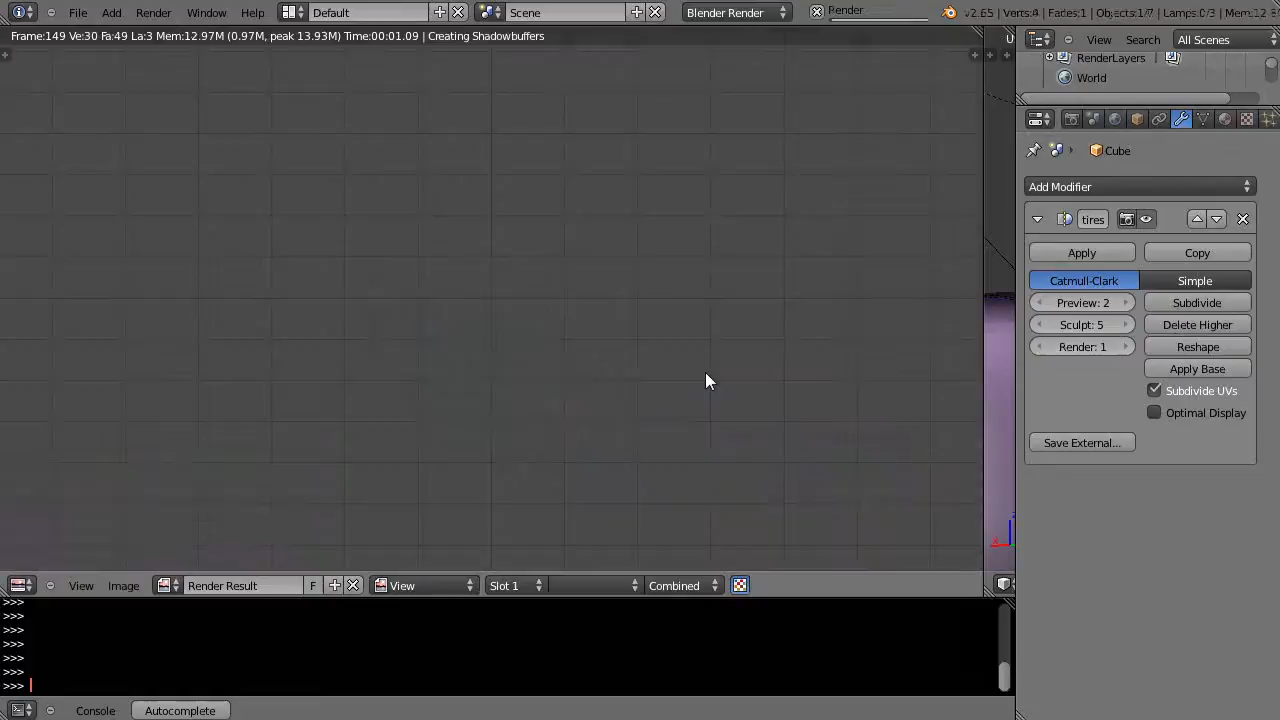 File Add Render Window Help Default Scene Blender Render Render v2.65 | Verts:4 | Faces:1 | Objects:1/7 | Lamps:0/3 |
Frame:149 Ve:30 Fa:49 La:3 Mem:12.97M (0.97M, peak 13.93M) Time:00:01.09 | Creating Shadowbuffers
View Search All Scenes
RenderLayers |
World
Cube
Add Modifier
tires
Apply Copy
Catmull-Clark Simple
Preview: 2 Subdivide
Sculpt: 5 Delete Higher
Render: 1 Reshape
Apply Base
Subdivide UVs
Optimal Display
Save External...
View Image Render Result F View Slot 1 Combined
>>>
>>>
>>>
>>>
>>>
>>>
>>>
Console Autocomplete